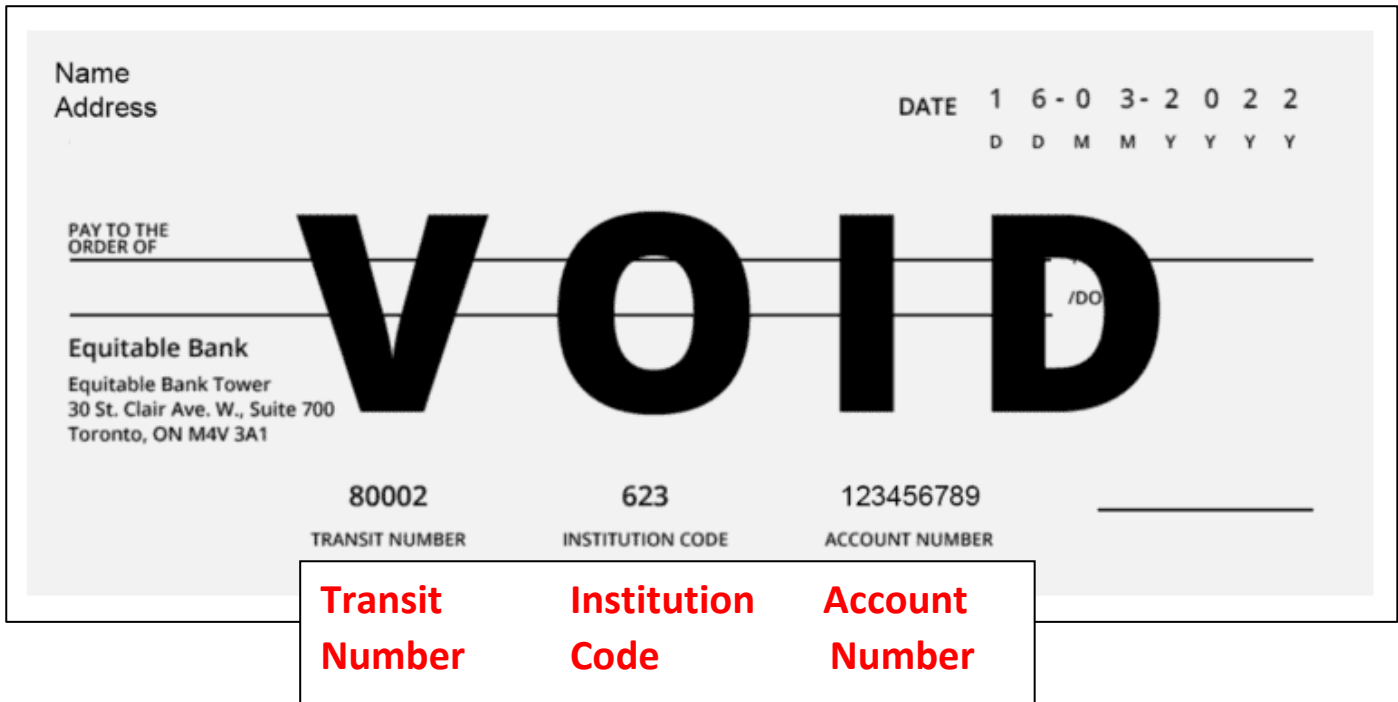 Name
Address
DATE 1 6 - 0 3 - 2 0 2 2
D D M M Y Y Y Y
PAY TO THE
ORDER OF
VOID
/DO
Equitable Bank
Equitable Bank Tower
30 St. Clair Ave. W., Suite 700
Toronto, ON M4V 3A1
80002 623 123456789
TRANSIT NUMBER INSTITUTION CODE ACCOUNT NUMBER
Transit Institution Account
Number Code Number